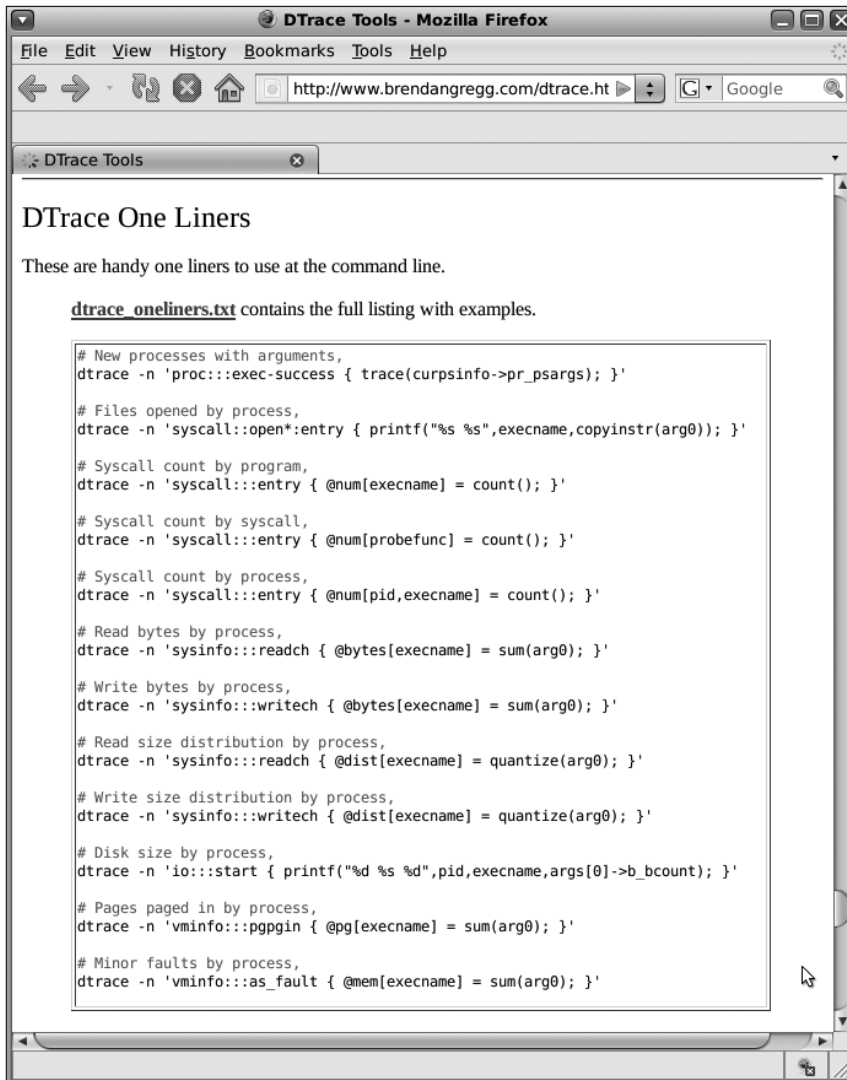 DTrace Tools - Mozilla Firefox
File Edit View History Bookmarks Tools Help
http://www.brendangregg.com/dtrace.ht G Google
DTrace Tools
DTrace One Liners
These are handy one liners to use at the command line.
dtrace_oneliners.txt contains the full listing with examples.
# New processes with arguments,
dtrace -n 'proc:::exec-success { trace(curpsinfo->pr_psargs); }'
# Files opened by process,
dtrace -n 'syscall::open*:entry { printf("%s %s",execname,copyinstr(arg0)); }'
# Syscall count by program,
dtrace -n 'syscall:::entry { @num[execname] = count(); }'
# Syscall count by syscall,
dtrace -n 'syscall:::entry { @num[probefunc] = count(); }'
# Syscall count by process,
dtrace -n 'syscall:::entry { @num[pid,execname] = count(); }'
# Read bytes by process,
dtrace -n 'sysinfo:::readch { @bytes[execname] = sum(arg0); }'
# Write bytes by process,
dtrace -n 'sysinfo:::writech { @bytes[execname] = sum(arg0); }'
# Read size distribution by process,
dtrace -n 'sysinfo:::readch { @dist[execname] = quantize(arg0); }'
# Write size distribution by process,
dtrace -n 'sysinfo:::writech { @dist[execname] = quantize(arg0); }'
# Disk size by process,
dtrace -n 'io:::start { printf("%d %s %d",pid,execname,args[0]->b_bcount); }'
# Pages paged in by process,
dtrace -n 'vminfo:::pgpgin { @pg[execname] = sum(arg0); }'
# Minor faults by process,
dtrace -n 'vminfo:::as_fault { @mem[execname] = sum(arg0); }'